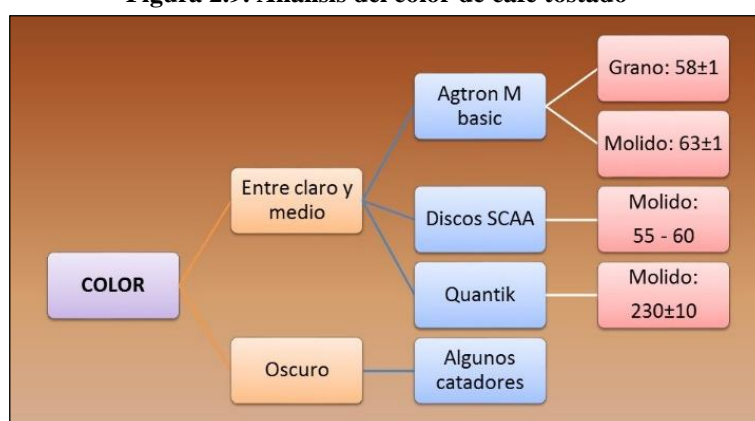 Figura 2.9. Análisis del color de café tostado
COLOR
Entre claro y
medio
Agtron M
basic
Grano: 58±1
Molido: 63±1
Discos SCAA
Molido:
55 - 60
Quantik
Molido:
230±10
Oscuro
Algunos
catadores